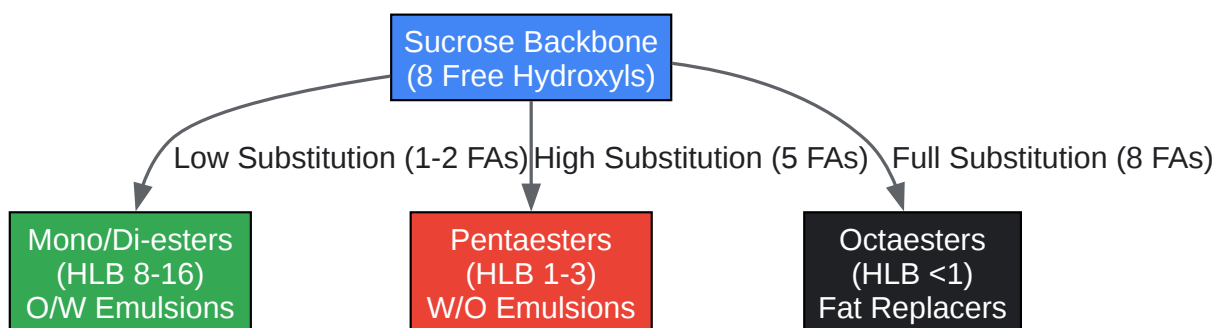 Sucrose Backbone
(8 Free Hydroxyls)
Low Substitution (1-2 FAs)
High Substitution (5 FAs)
Full Substitution (8 FAs)
Mono/Di-esters
(HLB 8-16)
O/W Emulsions
Pentaesters
(HLB 1-3)
W/O Emulsions
Octaesters
(HLB <1)
Fat Replacers